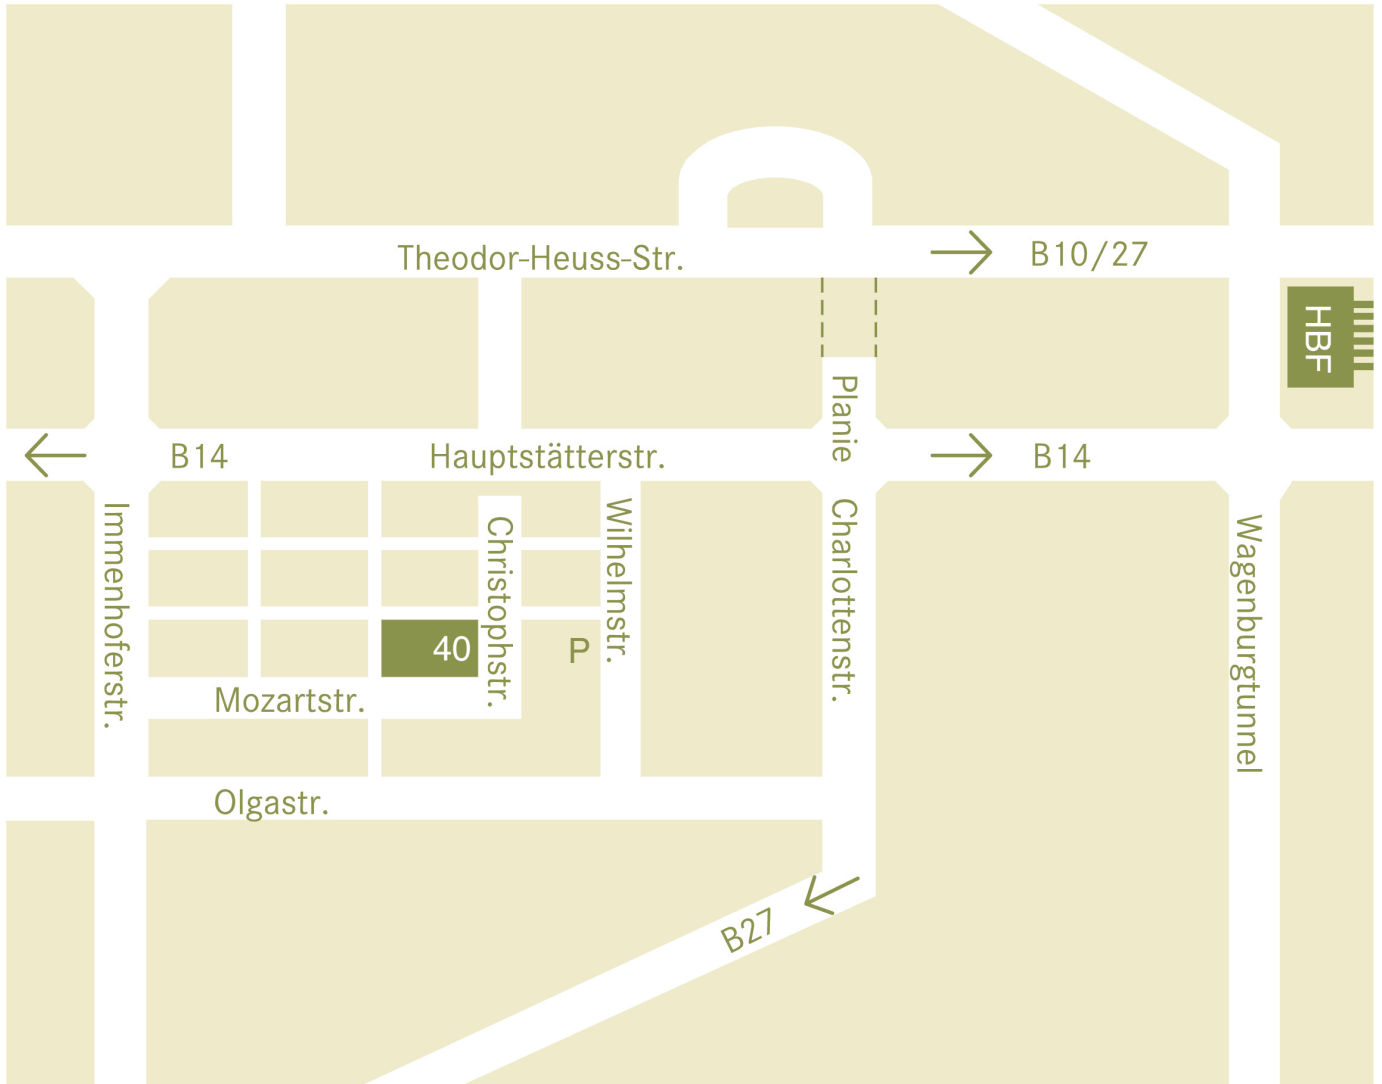 Theodor-Heuss-Str.
B10/27
HBF
Planie
B14
Hauptstätterstr.
B14
Immenhoferstr.
Christophstr.
Wilhelmstr.
Charlottenstr.
Wagenburgtunnel
40
P
Mozartstr.
Olgastr.
B27